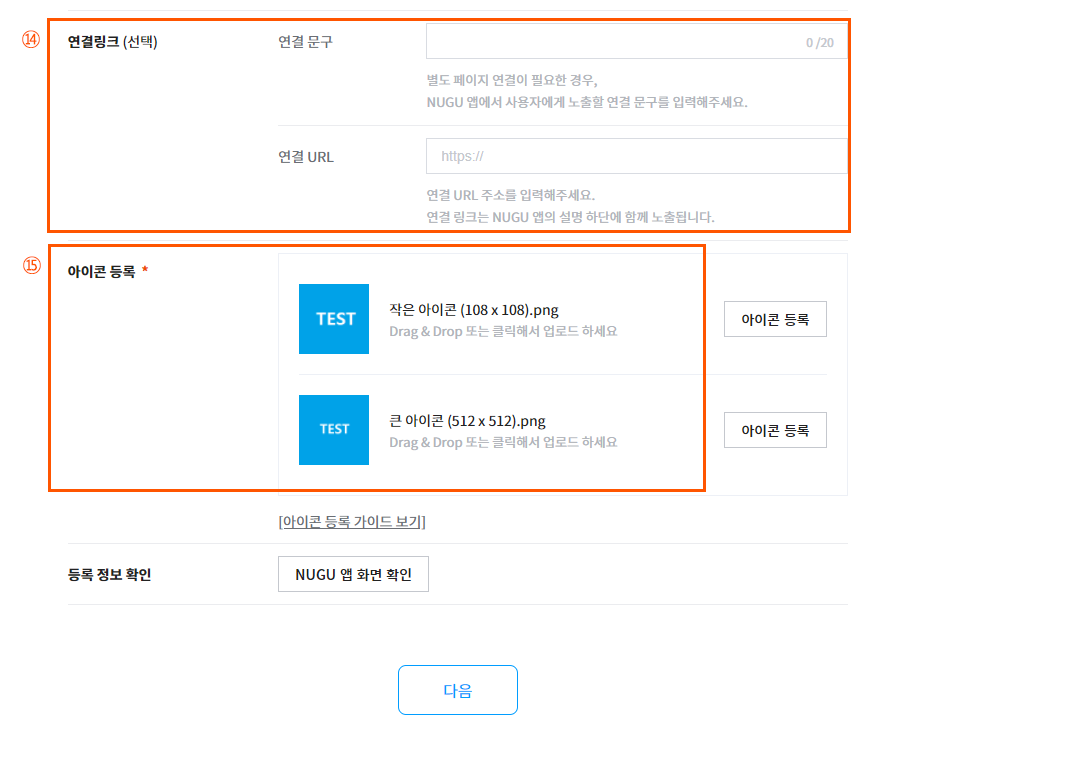 ⑭ 연결링크 (선택) 연결 문구 0 /20
별도 페이지 연결이 필요한 경우,
NUGU 앱에서 사용자에게 노출할 연결 문구를 입력해주세요.
연결 URL https://
연결 URL 주소를 입력해주세요.
연결 링크는 NUGU 앱의 설명 하단에 함께 노출됩니다.
⑮ 아이콘 등록 *
TEST 작은 아이콘 (108 x 108).png 아이콘 등록
Drag & Drop 또는 클릭해서 업로드 하세요
TEST 큰 아이콘 (512 x 512).png 아이콘 등록
Drag & Drop 또는 클릭해서 업로드 하세요
[아이콘 등록 가이드 보기]
등록 정보 확인 NUGU 앱 화면 확인
다음